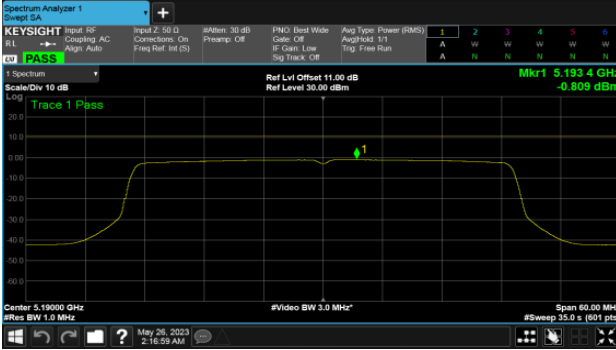 Spectrum Analyzer 1
Swept SA
+
KEYSIGHT Input: RF Input Z: 50 Ω #Atten: 30 dB PNO: Best Wide Avg Type: Power (RMS) 1 2 3 4 5 6
RL Coupling: AC Corrections: On Preamp: Off Gate: Off Avg|Hold: 1/1 A W W W W W
Align: Auto Freq Ref: Int (S) IF Gain: Low Trig: Free Run
LXI PASS Sig Track: Off A N N N N N
1 Spectrum Ref Lvl Offset 11.00 dB Mkr1 5.193 4 GHz
Scale/Div 10 dB Ref Level 30.00 dBm -0.809 dBm
Log Trace 1 Pass
20.0
10.0
1
0.00
-10.0
-20.0
-30.0
-40.0
-50.0
-60.0
Center 5.19000 GHz #Video BW 3.0 MHz* Span 60.00 MH
#Res BW 1.0 MHz #Sweep 35.0 s (601 pts
? May 26, 2023
2:16:59 AM